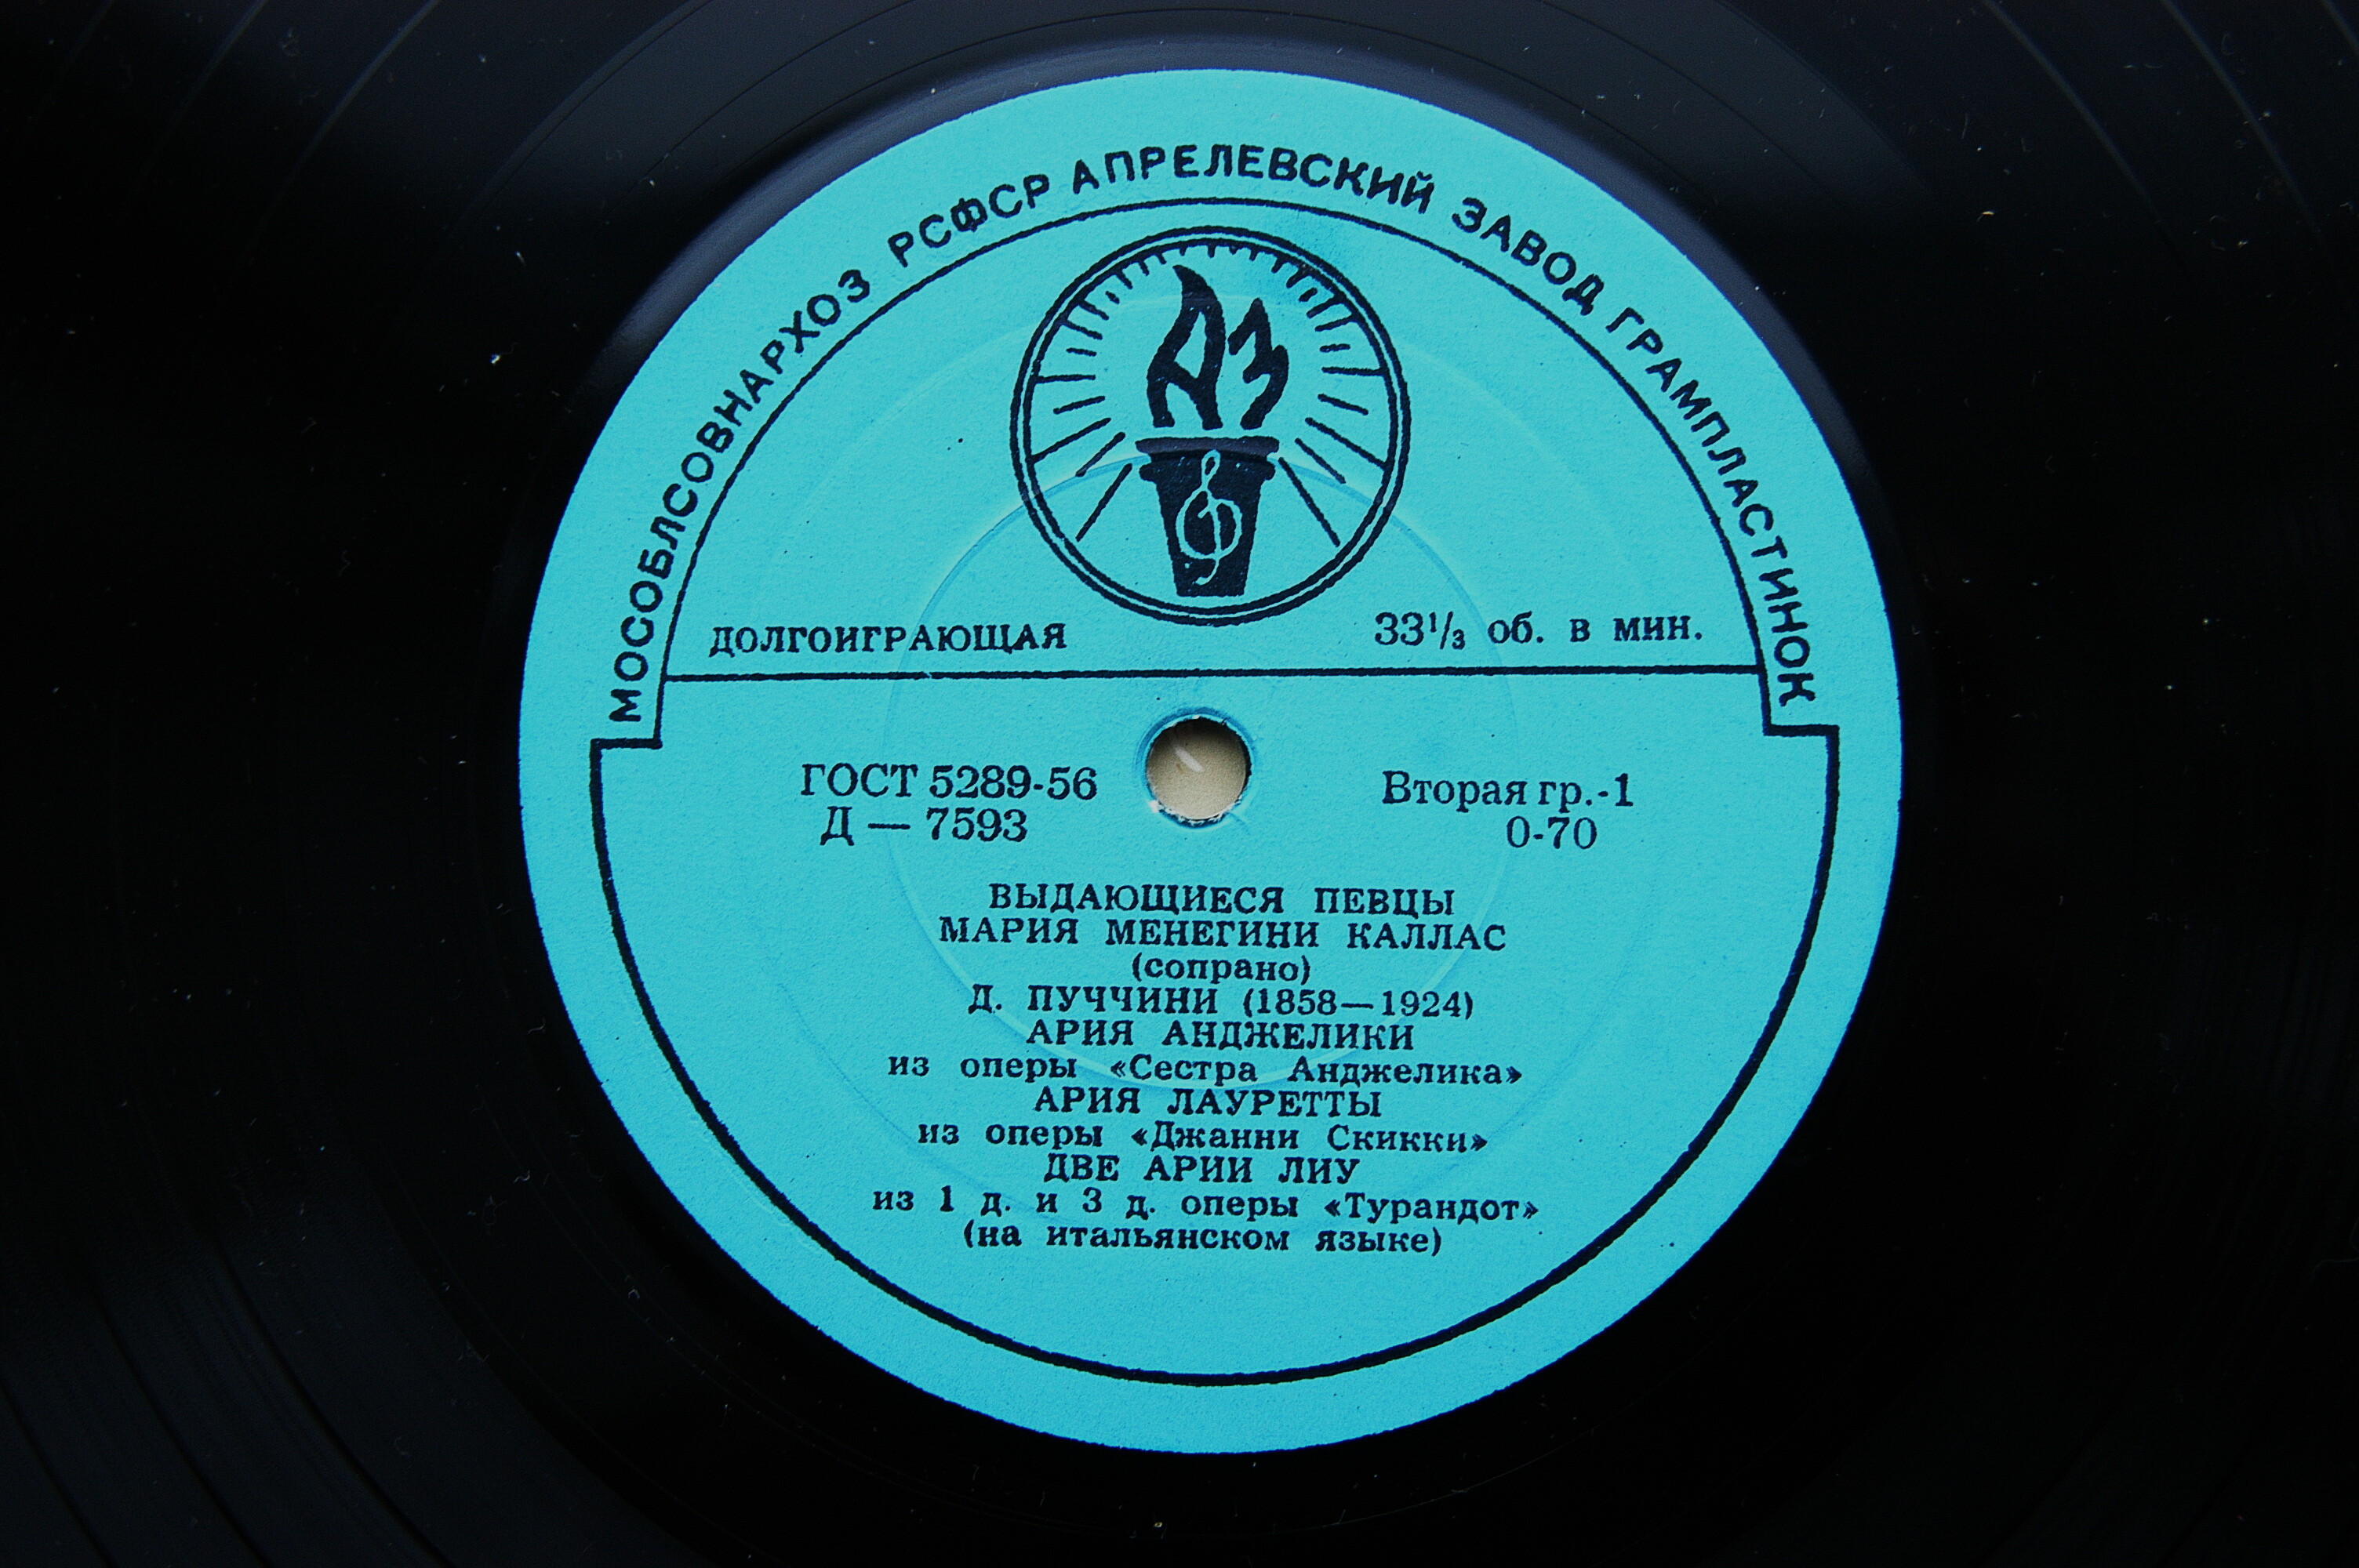 МОСОБЛСОВНАРХОЗ РСФСР АПРЕЛЕВСКИЙ ЗАВОД ГРАМПЛАСТИНОК
АЗ
ДОЛГОИГРАЮЩАЯ 33⅓ об. в мин.
ГОСТ 5289-56 Вторая гр.-1
Д — 7593 0-70
ВЫДАЮЩИЕСЯ ПЕВЦЫ
МАРИЯ МЕНЕГИНИ КАЛЛАС
(сопрано)
Д. ПУЧЧИНИ (1858—1924)
АРИЯ АНДЖЕЛИКИ
из оперы «Сестра Анджелика»
АРИЯ ЛАУРЕТТЫ
из оперы «Джанни Скикки»
ДВЕ АРИИ ЛИУ
из 1 д. и 3 д. оперы «Турандот»
(на итальянском языке)